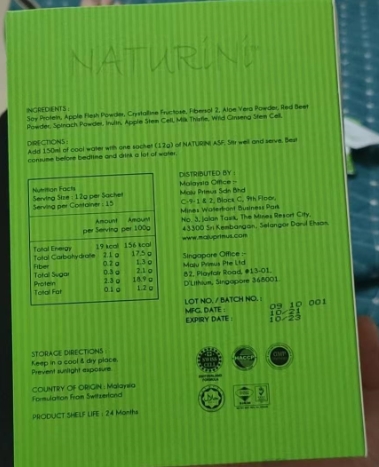 NATURINI
INGREDIENTS :
Soy Protein, Apple Flesh Powder, Crystalline Fructose, Fibersol 2, Aloe Vera Powder, Red Beet
Powder, Spinach Powder, Inulin, Apple Stem Cell, Milk Thistle, Wild Ginseng Stem Cell.
DIRECTIONS :
Add 150ml of cool water with one sachet (12g) of NATURINI ASF. Stir well and serve. Best
consume before bedtime and drink a lot of water.
Nutrition Facts
Serving Size : 12g per Sachet
Serving per Container : 15
Amount Amount
per Serving per 100g
Total Energy 19 kcal 156 kcal
Total Carbohydrate 2.1 g 17.5 g
Fiber 0.2 g 1.3 g
Total Sugar 0.3 g 2.1 g
Protein 2.3 g 18.9 g
Total Fat 0.1 g 1.2 g
DISTRIBUTED BY :
Malaysia Office :-
Maiu Primus Sdn Bhd
C-9-1 & 2, Block C, 9th Floor,
Mines Waterfront Business Park
No. 3, Jalan Tasik, The Mines Resort City,
43300 Sri Kembangan, Selangor Darul Ehsan.
www.maiuprimus.com
Singapore Office :-
Maiu Primus Pte Ltd
82, Playfair Road, #13-01,
D'Lithium, Singapore 368001.
LOT NO. / BATCH NO. : 09 10 001
MFG. DATE : 10/21
EXPIRY DATE : 10/23
STORAGE DIRECTIONS :
Keep in a cool & dry place.
Prevent sunlight exposure.
COUNTRY OF ORIGIN : Malaysia
Formulation From Switzerland
PRODUCT SHELF LIFE : 24 Months
HACCP
GMP